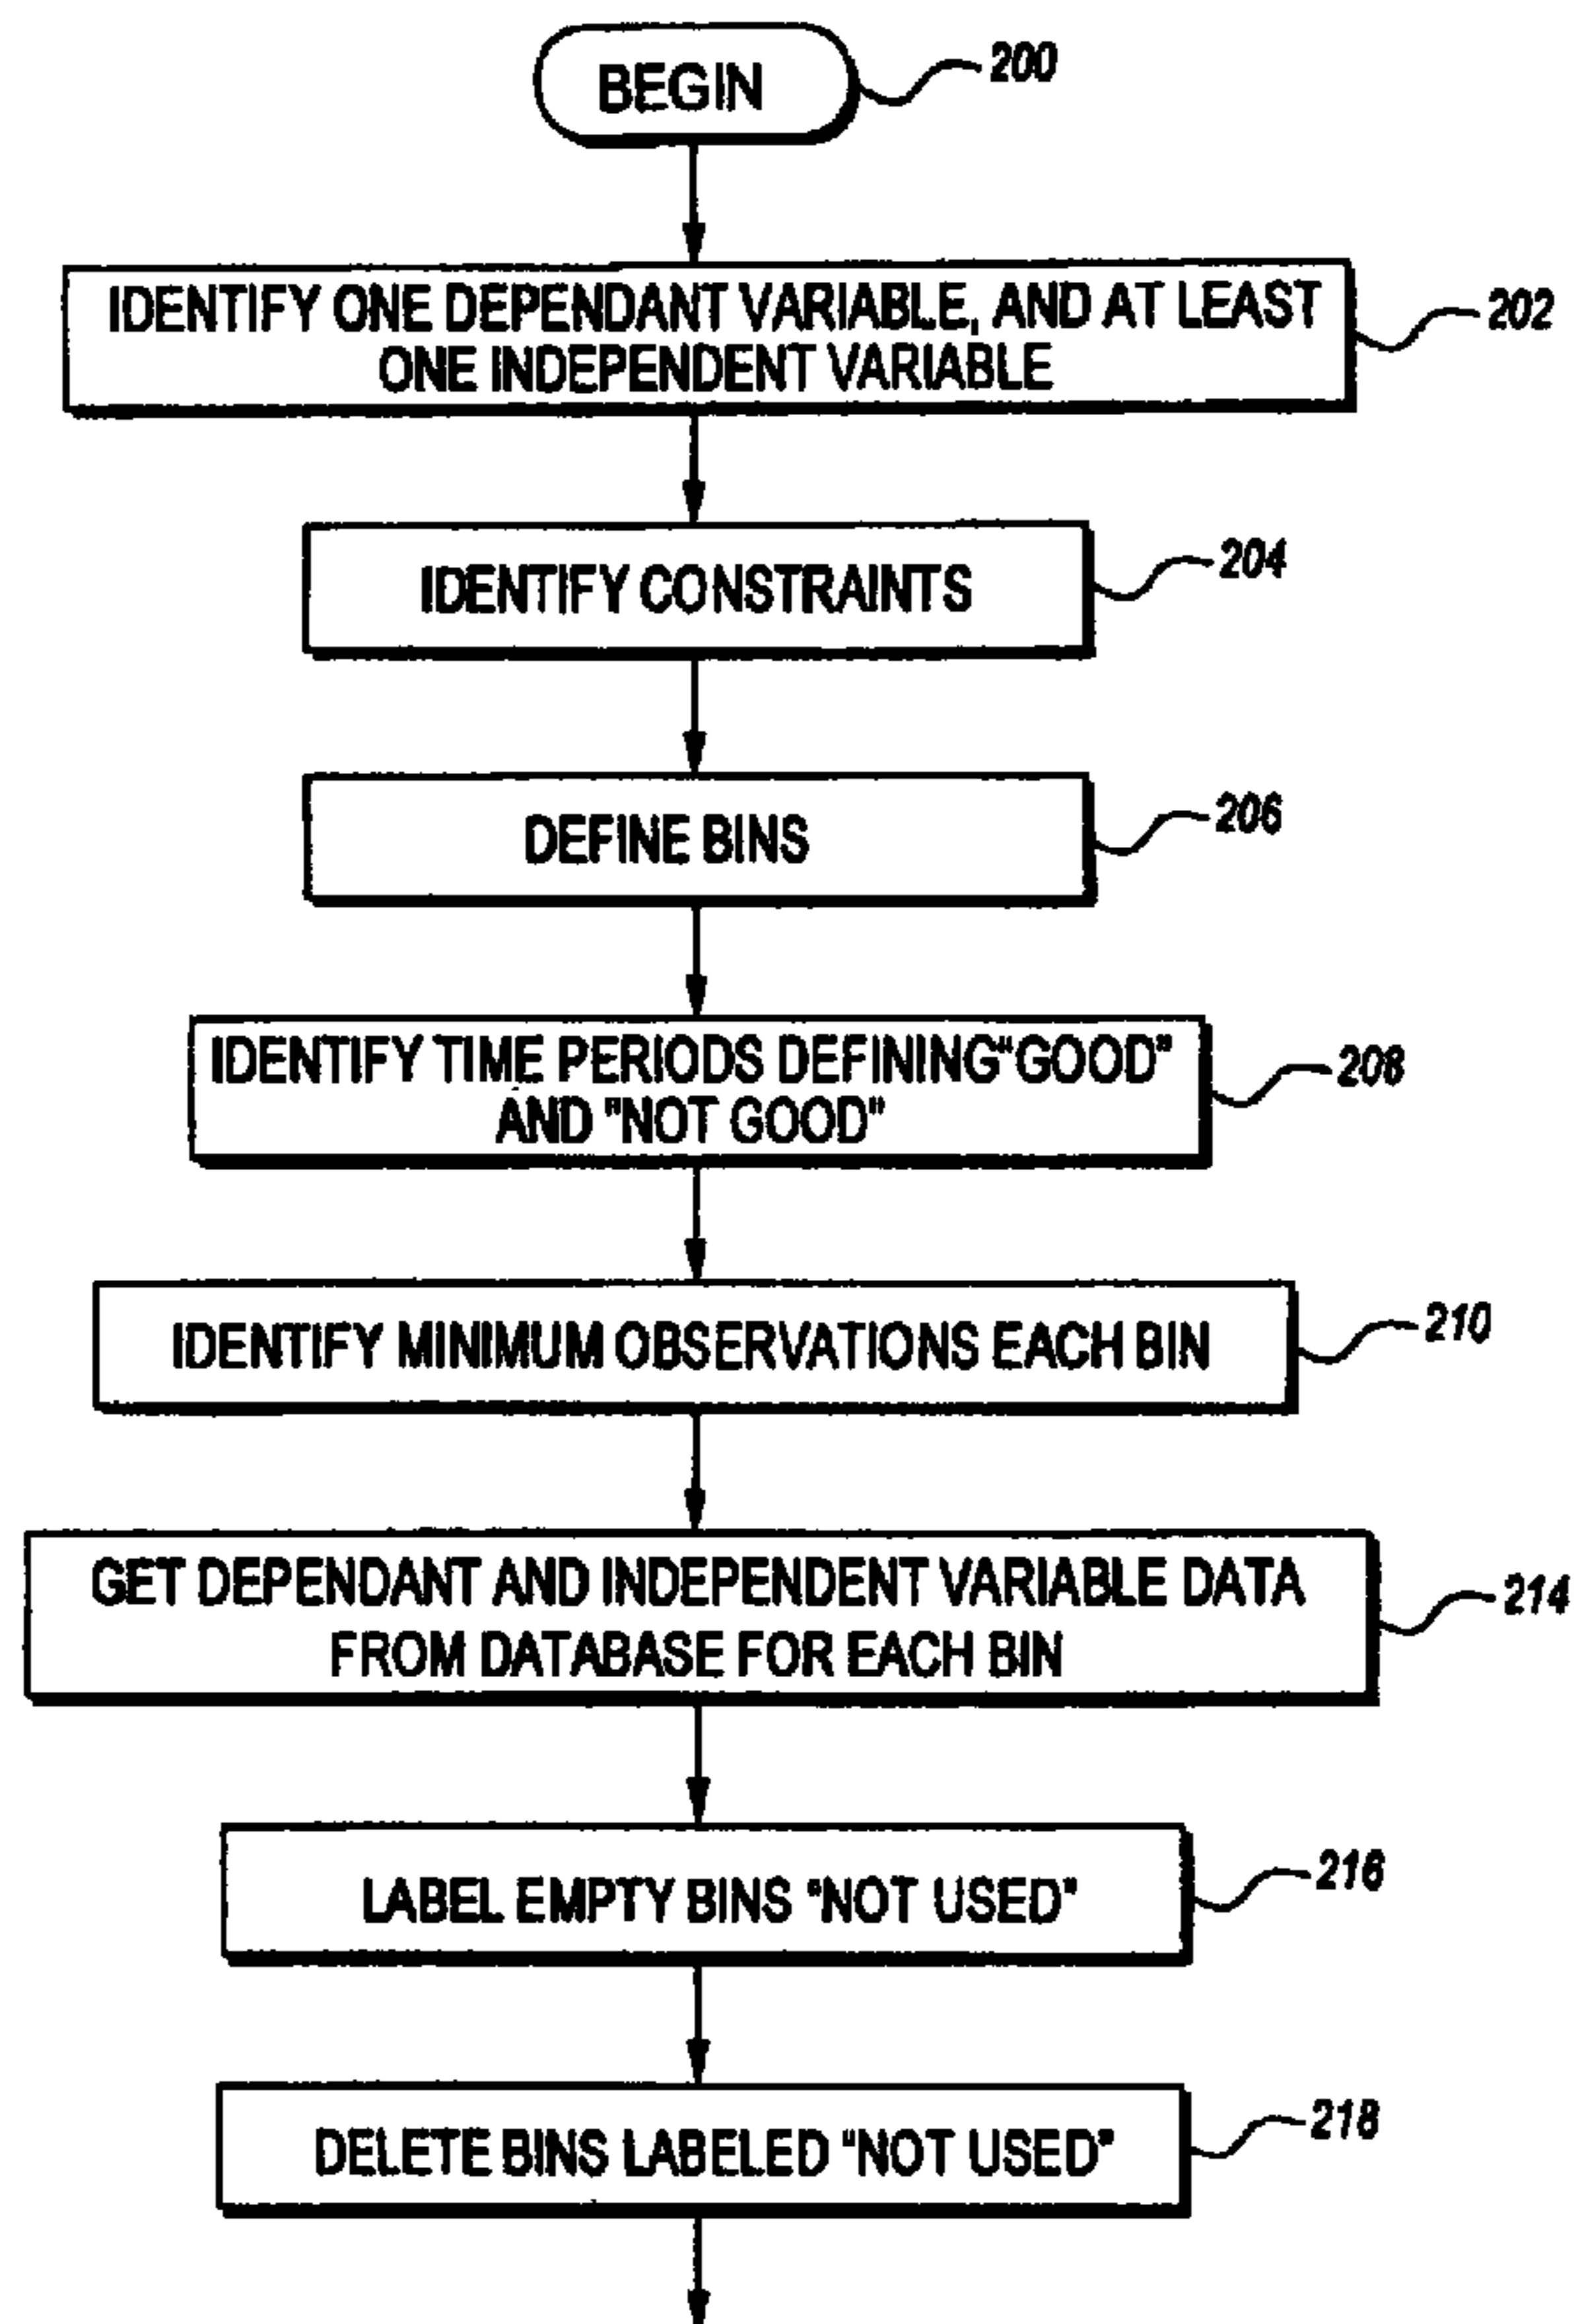 BEGIN
200
IDENTIFY ONE DEPENDANT VARIABLE, AND AT LEAST
ONE INDEPENDENT VARIABLE
202
IDENTIFY CONSTRAINTS
204
DEFINE BINS
206
IDENTIFY TIME PERIODS DEFINING“GOOD”
AND "NOT GOOD"
208
IDENTIFY MINIMUM OBSERVATIONS EACH BIN
210
GET DEPENDANT AND INDEPENDENT VARIABLE DATA
FROM DATABASE FOR EACH BIN
214
LABEL EMPTY BINS “NOT USED”
216
DELETE BINS LABELED “NOT USED”
218